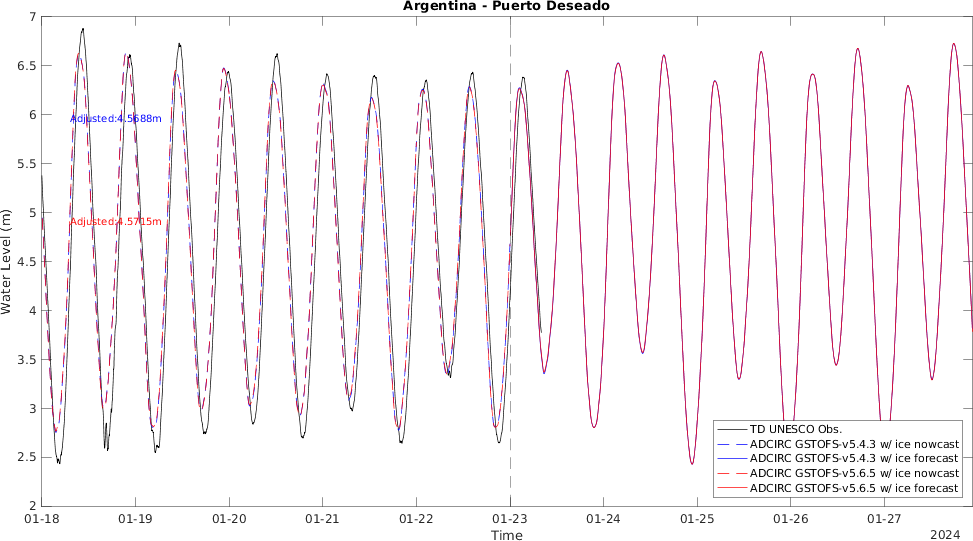 Argentina - Puerto Deseado
7
6.5
6
5.5
5
4.5
4
3.5
3
2.5
2
Water Level (m)
Adjusted:4.5688m
Adjusted:4.5715m
TD UNESCO Obs.
ADCIRC GSTOFS-v5.4.3 w/ ice nowcast
ADCIRC GSTOFS-v5.4.3 w/ ice forecast
ADCIRC GSTOFS-v5.6.5 w/ ice nowcast
ADCIRC GSTOFS-v5.6.5 w/ ice forecast
01-18 01-19 01-20 01-21 01-22 01-23 01-24 01-25 01-26 01-27
Time
2024